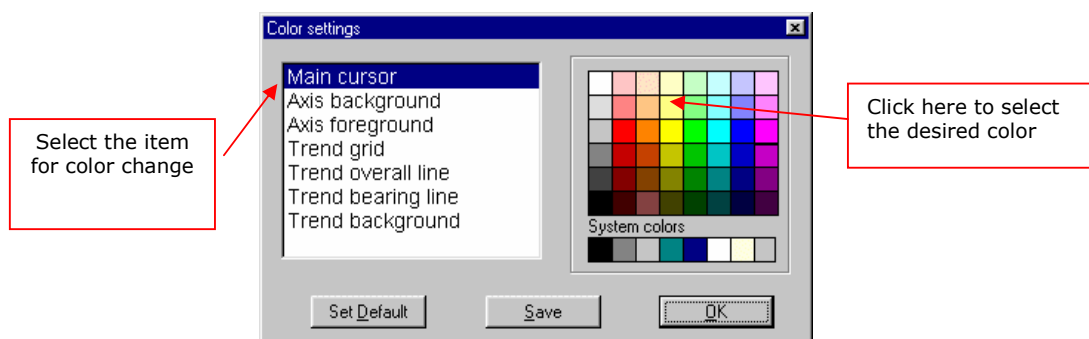 Color settings
Main cursor
Axis background
Axis foreground
Trend grid
Trend overall line
Trend bearing line
Trend background
System colors
Set Default
Save
OK
Select the item
for color change
Click here to select
the desired color